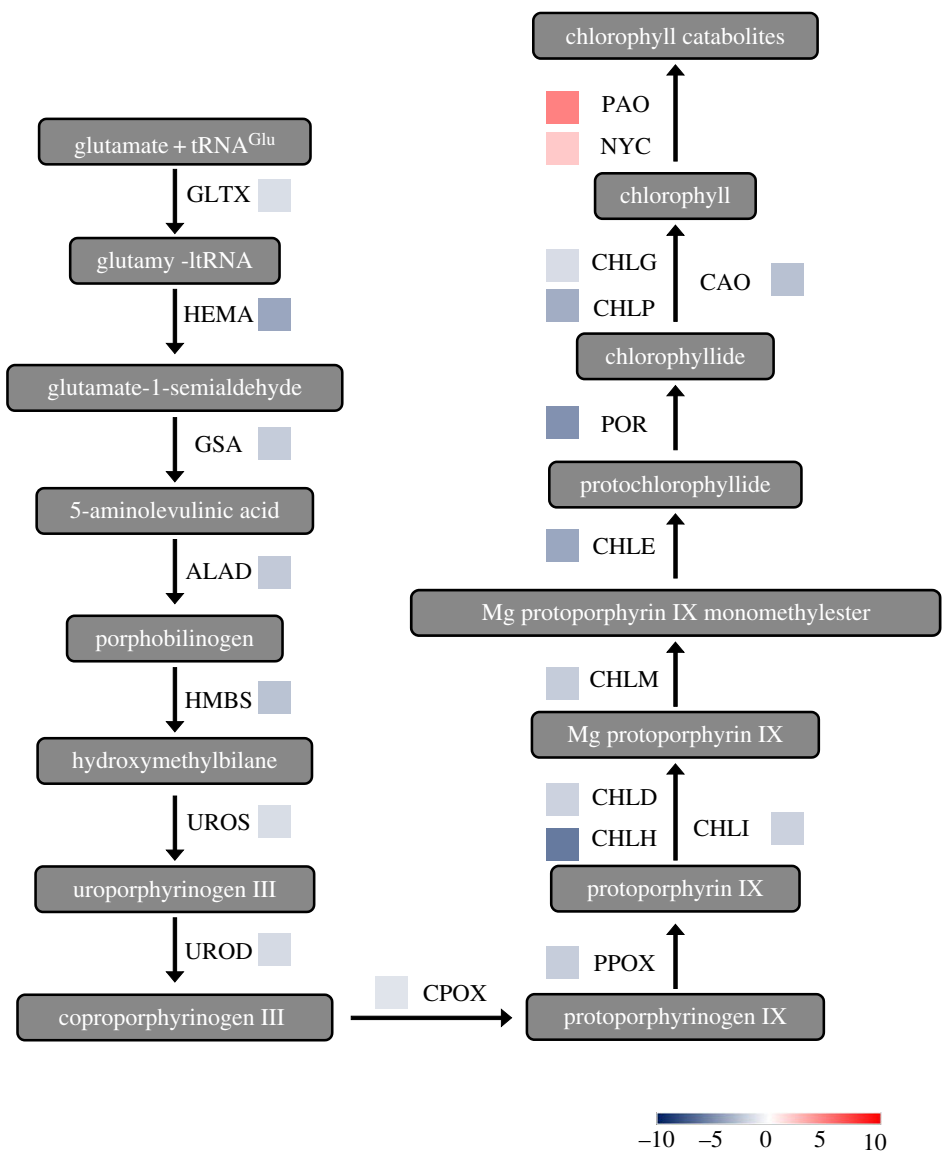 glutamate + tRNAGlu
GLTX
glutamy -ltRNA
HEMA
glutamate-1-semialdehyde
GSA
5-aminolevulinic acid
ALAD
porphobilinogen
HMBS
hydroxymethylbilane
UROS
uroporphyrinogen III
UROD
coproporphyrinogen III
CPOX
chlorophyll catabolites
PAO
NYC
chlorophyll
CHLG
CHLP
CAO
chlorophyllide
POR
protochlorophyllide
CHLE
Mg protoporphyrin IX monomethylester
CHLM
Mg protoporphyrin IX
CHLD
CHLH
CHLI
protoporphyrin IX
PPOX
protoporphyrinogen IX
−10 −5 0 5 10